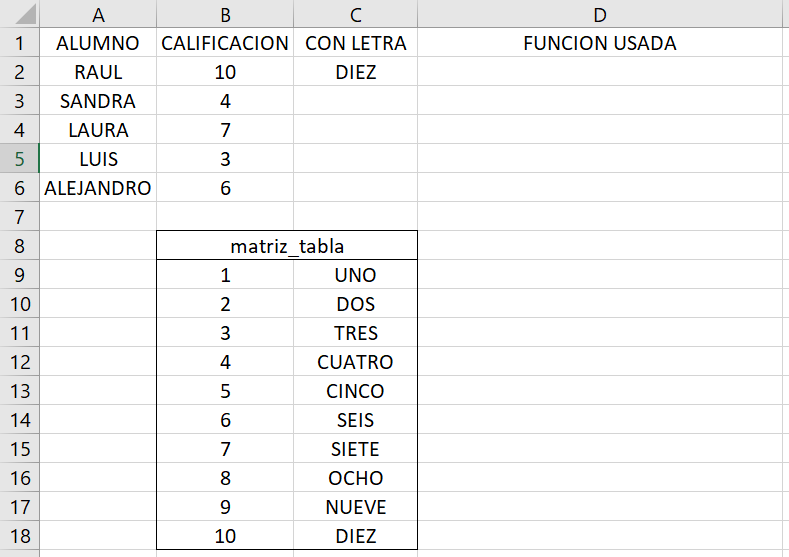 A B C D
1 ALUMNO CALIFICACION CON LETRA FUNCION USADA
2 RAUL 10 DIEZ
3 SANDRA 4
4 LAURA 7
5 LUIS 3
6 ALEJANDRO 6
7
8 matriz_tabla
9 1 UNO
10 2 DOS
11 3 TRES
12 4 CUATRO
13 5 CINCO
14 6 SEIS
15 7 SIETE
16 8 OCHO
17 9 NUEVE
18 10 DIEZ